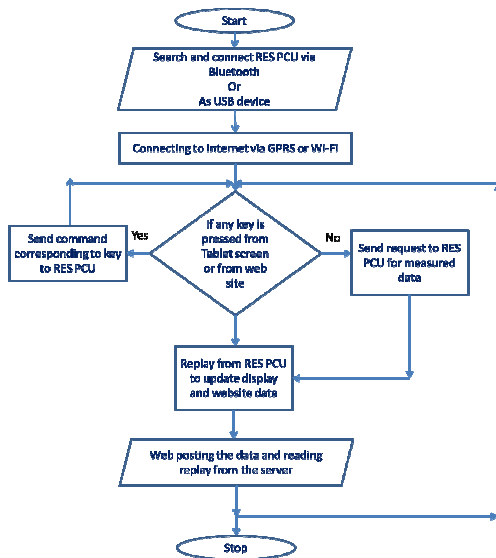 Start
Search and connect RES PCU via
Bluetooth
Or
As USB device
Connecting to Internet via GPRS or Wi-Fi
If any key is
pressed from
Tablet screen
or from web
site
Yes
No
Send command
corresponding to key
to RES PCU
Send request to RES
PCU for measured
data
Replay from RES PCU
to update display
and website data
Web posting the data and reading
replay from the server
Stop